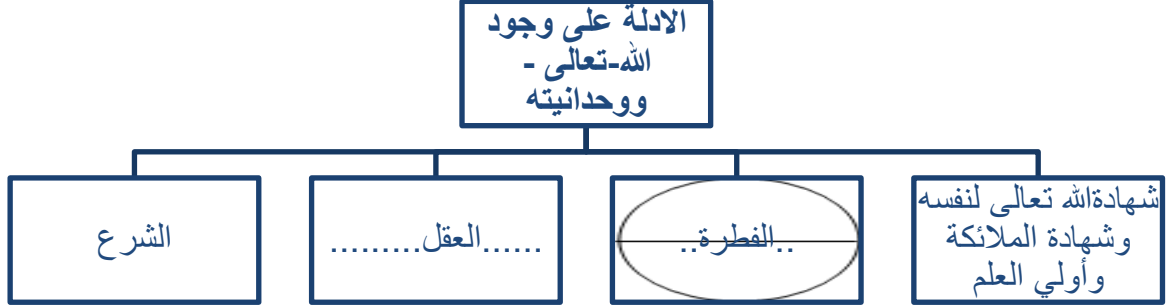 الادلة على وجود
الله-تعالى -
ووحدانيته
شهادةالله تعالى لنفسه
وشهادة الملائكة
وأولي العلم
..الفطرة..
......العقل.........
الشرع